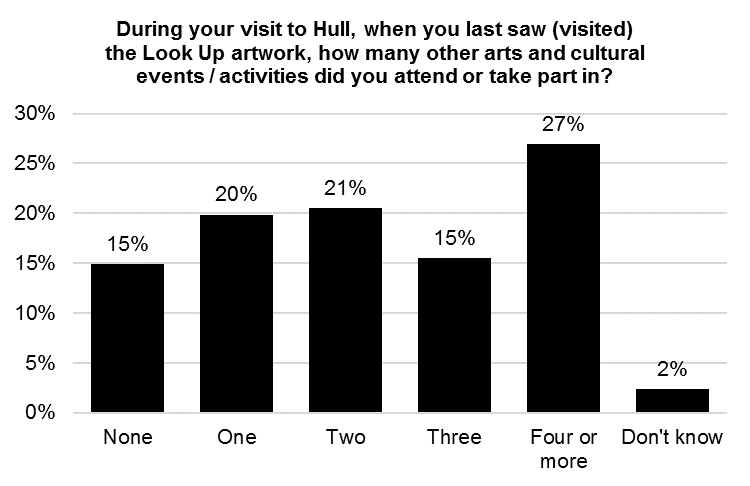 During your visit to Hull, when you last saw (visited)
the Look Up artwork, how many other arts and cultural
events / activities did you attend or take part in?
30%
25%
20%
15%
10%
5%
0%
15%
20%
21%
15%
27%
2%
None
One
Two
Three
Four or
more
Don't know